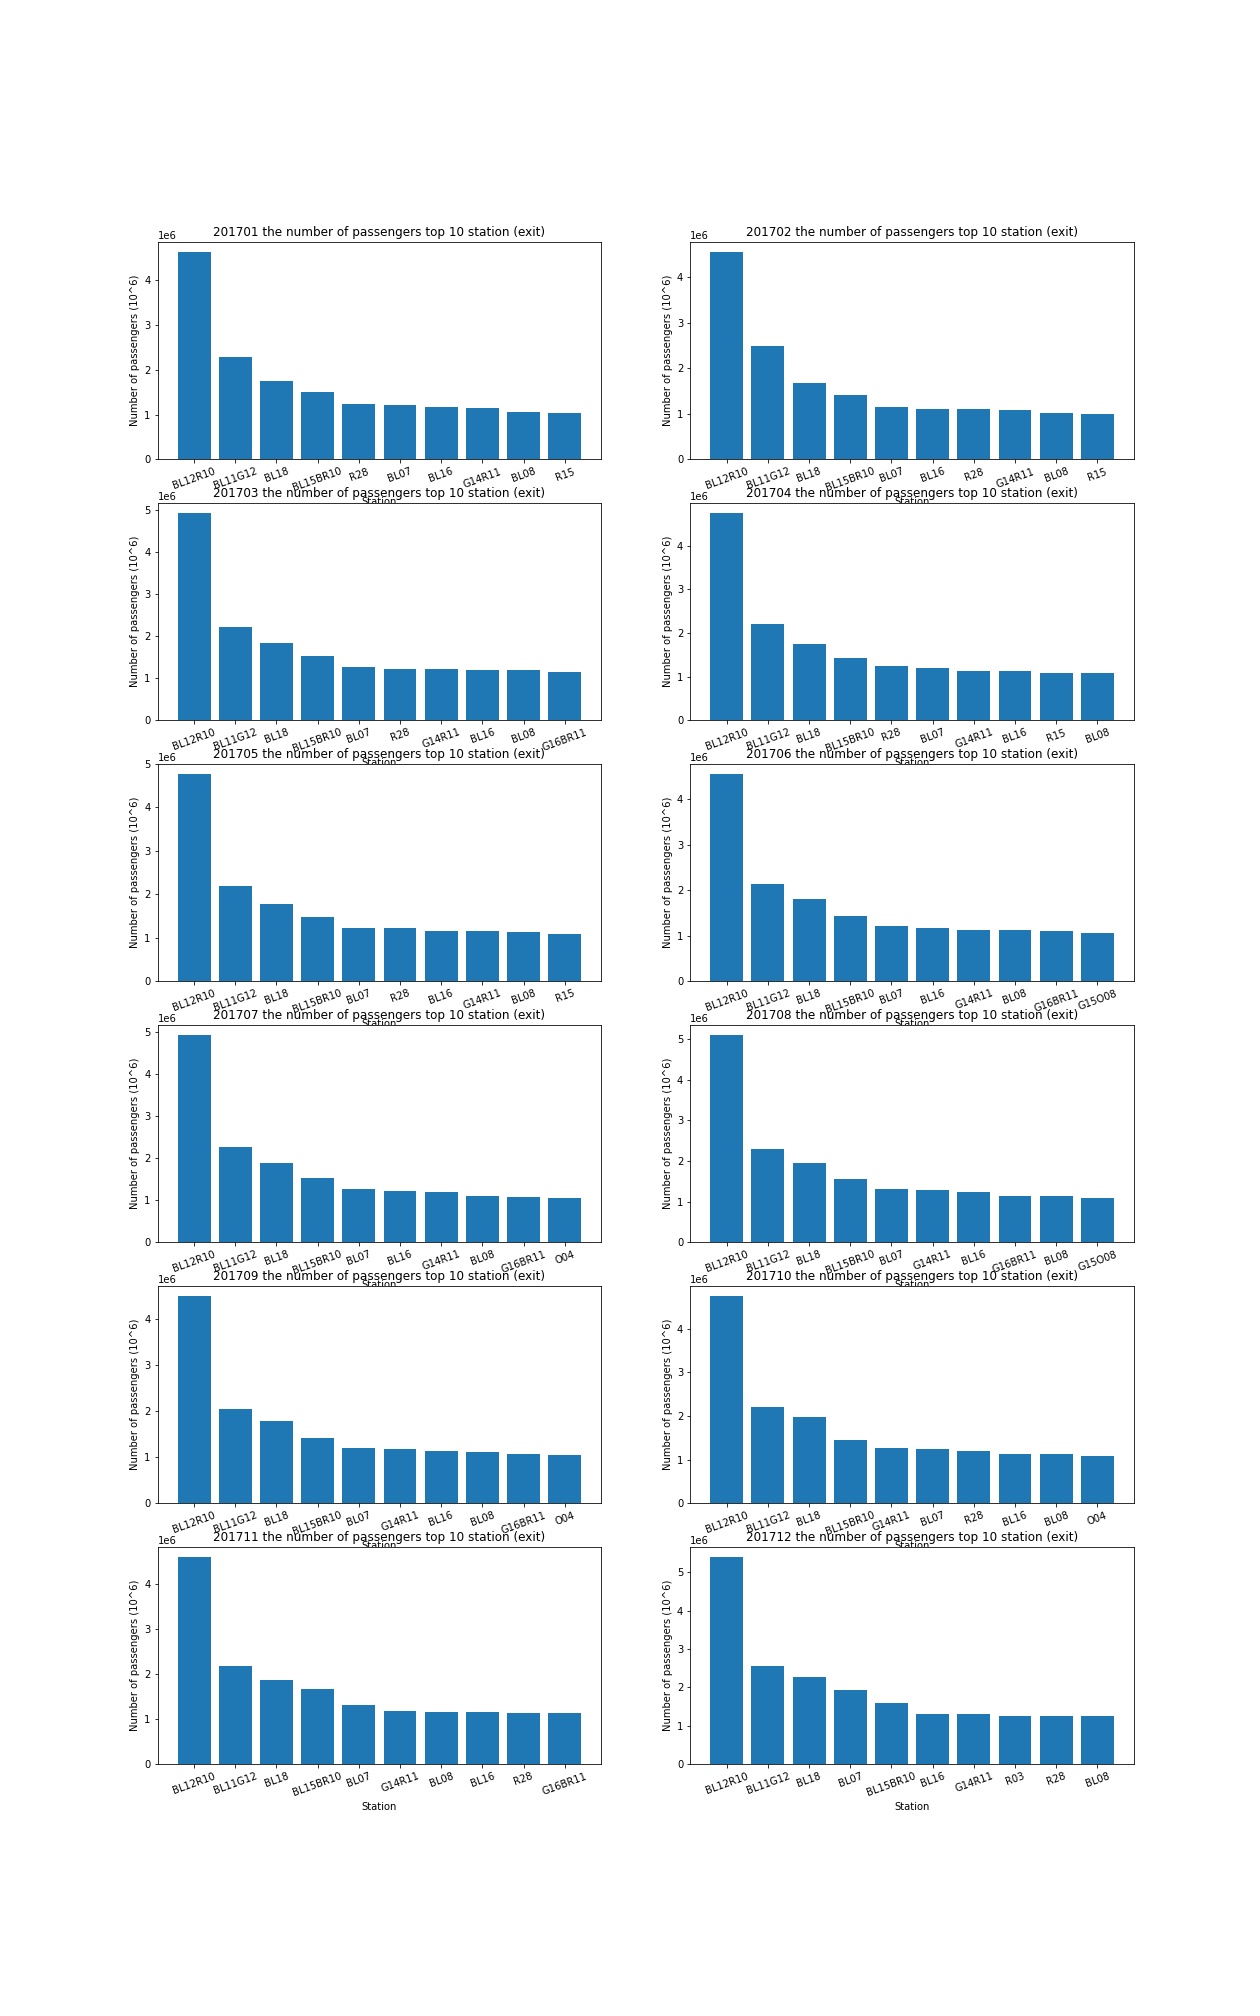 201701 the number of passengers top 10 station (exit)
1e6
Number of passengers (10^6)
4
3
2
1
0
BL12R10 BL11G12 BL18 BL15BR10 R28 BL07 BL16 G14R11 BL08 R15
Station
201702 the number of passengers top 10 station (exit)
1e6
Number of passengers (10^6)
4
3
2
1
0
BL12R10 BL11G12 BL18 BL15BR10 BL07 BL16 R28 G14R11 BL08 R15
Station
201703 the number of passengers top 10 station (exit)
1e6
Number of passengers (10^6)
5
4
3
2
1
0
BL12R10 BL11G12 BL18 BL15BR10 BL07 R28 G14R11 BL16 BL08 G16BR11
Station
201704 the number of passengers top 10 station (exit)
1e6
Number of passengers (10^6)
4
3
2
1
0
BL12R10 BL11G12 BL18 BL15BR10 R28 BL07 G14R11 BL16 R15 BL08
Station
201705 the number of passengers top 10 station (exit)
1e6
Number of passengers (10^6)
5
4
3
2
1
0
BL12R10 BL11G12 BL18 BL15BR10 BL07 R28 BL16 G14R11 BL08 R15
Station
201706 the number of passengers top 10 station (exit)
1e6
Number of passengers (10^6)
4
3
2
1
0
BL12R10 BL11G12 BL18 BL15BR10 BL07 BL16 G14R11 BL08 G16BR11 G15O08
Station
201707 the number of passengers top 10 station (exit)
1e6
Number of passengers (10^6)
5
4
3
2
1
0
BL12R10 BL11G12 BL18 BL15BR10 BL07 BL16 G14R11 BL08 G16BR11 O04
Station
201708 the number of passengers top 10 station (exit)
1e6
Number of passengers (10^6)
5
4
3
2
1
0
BL12R10 BL11G12 BL18 BL15BR10 BL07 G14R11 BL16 G16BR11 BL08 G15O08
Station
201709 the number of passengers top 10 station (exit)
1e6
Number of passengers (10^6)
4
3
2
1
0
BL12R10 BL11G12 BL18 BL15BR10 BL07 G14R11 BL16 BL08 G16BR11 O04
Station
201710 the number of passengers top 10 station (exit)
1e6
Number of passengers (10^6)
4
3
2
1
0
BL12R10 BL11G12 BL18 BL15BR10 G14R11 BL07 R28 BL16 BL08 O04
Station
201711 the number of passengers top 10 station (exit)
1e6
Number of passengers (10^6)
4
3
2
1
0
BL12R10 BL11G12 BL18 BL15BR10 BL07 G14R11 BL08 BL16 R28 G16BR11
Station
201712 the number of passengers top 10 station (exit)
1e6
Number of passengers (10^6)
5
4
3
2
1
0
BL12R10 BL11G12 BL18 BL07 BL15BR10 BL16 G14R11 R03 R28 BL08
Station